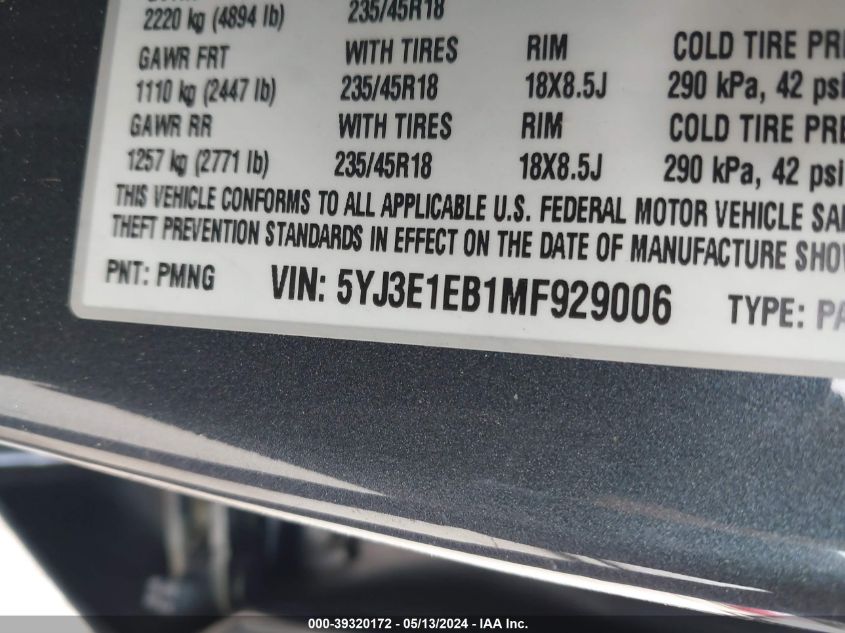 2220 kg (4894 lb) 235/45R18
GAWR FRT WITH TIRES RIM COLD TIRE PRE
1110 kg (2447 lb) 235/45R18 18X8.5J 290 kPa, 42 psi
GAWR RR WITH TIRES RIM COLD TIRE PRE
1257 kg (2771 lb) 235/45R18 18X8.5J 290 kPa, 42 psi
THIS VEHICLE CONFORMS TO ALL APPLICABLE U.S. FEDERAL MOTOR VEHICLE SA
THEFT PREVENTION STANDARDS IN EFFECT ON THE DATE OF MANUFACTURE SHO
PNT: PMNG VIN: 5YJ3E1EB1MF929006 TYPE: PA
000-39320172 - 05/13/2024 - IAA Inc.